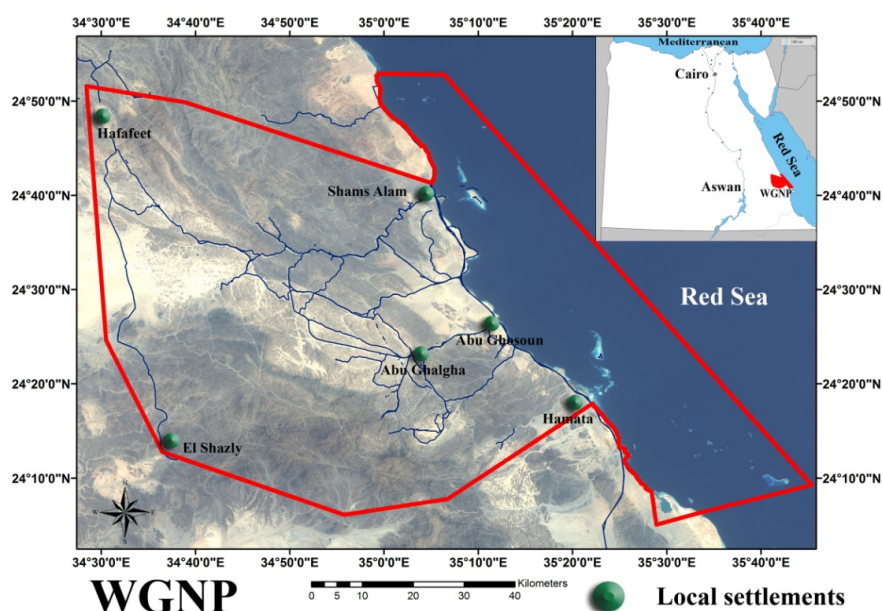 34°30'0"E 34°40'0"E 34°50'0"E 35°00'0"E 35°10'0"E 35°20'0"E 35°30'0"E 35°40'0"E
Mediterranean
Cairo
Red Sea
Aswan
WGNP
24°50'0"N 24°50'0"N
Hafafeet
24°40'0"N 24°40'0"N
Shams Alam
24°30'0"N 24°30'0"N
Red Sea
Abu Ghosoun
24°20'0"N 24°20'0"N
Abu Ghalgha
Hamata
El Shazly
24°10'0"N 24°10'0"N
N
W E
S
34°30'0"E 34°40'0"E 34°50'0"E 35°00'0"E 35°10'0"E 35°20'0"E 35°30'0"E 35°40'0"E
WGNP
Kilometers
0 5 10 20 30 40
Local settlements